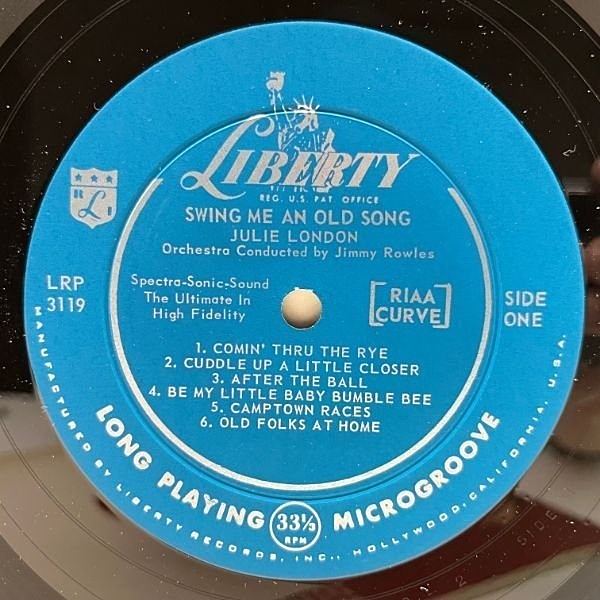 LIBERTY
REG. U.S. PAT OFFICE
SWING ME AN OLD SONG
JULIE LONDON
Orchestra Conducted by Jimmy Rowles
LRP
3119
Spectra-Sonic-Sound
The Ultimate In
High Fidelity
RIAA
CURVE
SIDE
ONE
1. COMIN' THRU THE RYE
2. CUDDLE UP A LITTLE CLOSER
3. AFTER THE BALL
4. BE MY LITTLE BABY BUMBLE BEE
5. CAMPTOWN RACES
6. OLD FOLKS AT HOME
LONG PLAYING 33⅓ RPM MICROGROOVE
MANUFACTURED BY LIBERTY RECORDS, INC., HOLLYWOOD, CALIFORNIA, U.S.A.